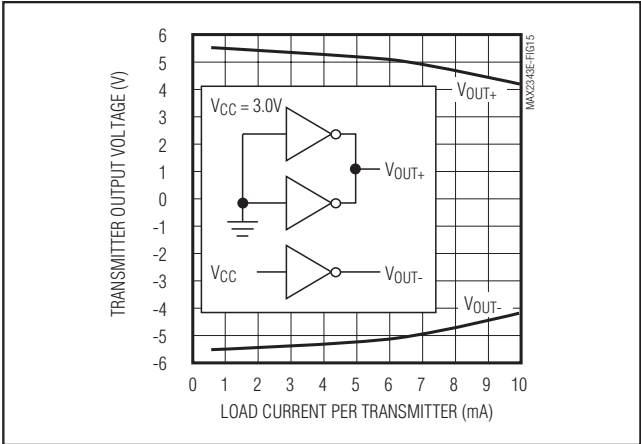 TRANSMITTER OUTPUT VOLTAGE (V)
6
5
4
3
2
1
0
-1
-2
-3
-4
-5
-6
MAX2343E-FIG15
VOUT+
VCC = 3.0V
VOUT+
VCC
VOUT-
VOUT-
0 1 2 3 4 5 6 7 8 9 10
LOAD CURRENT PER TRANSMITTER (mA)